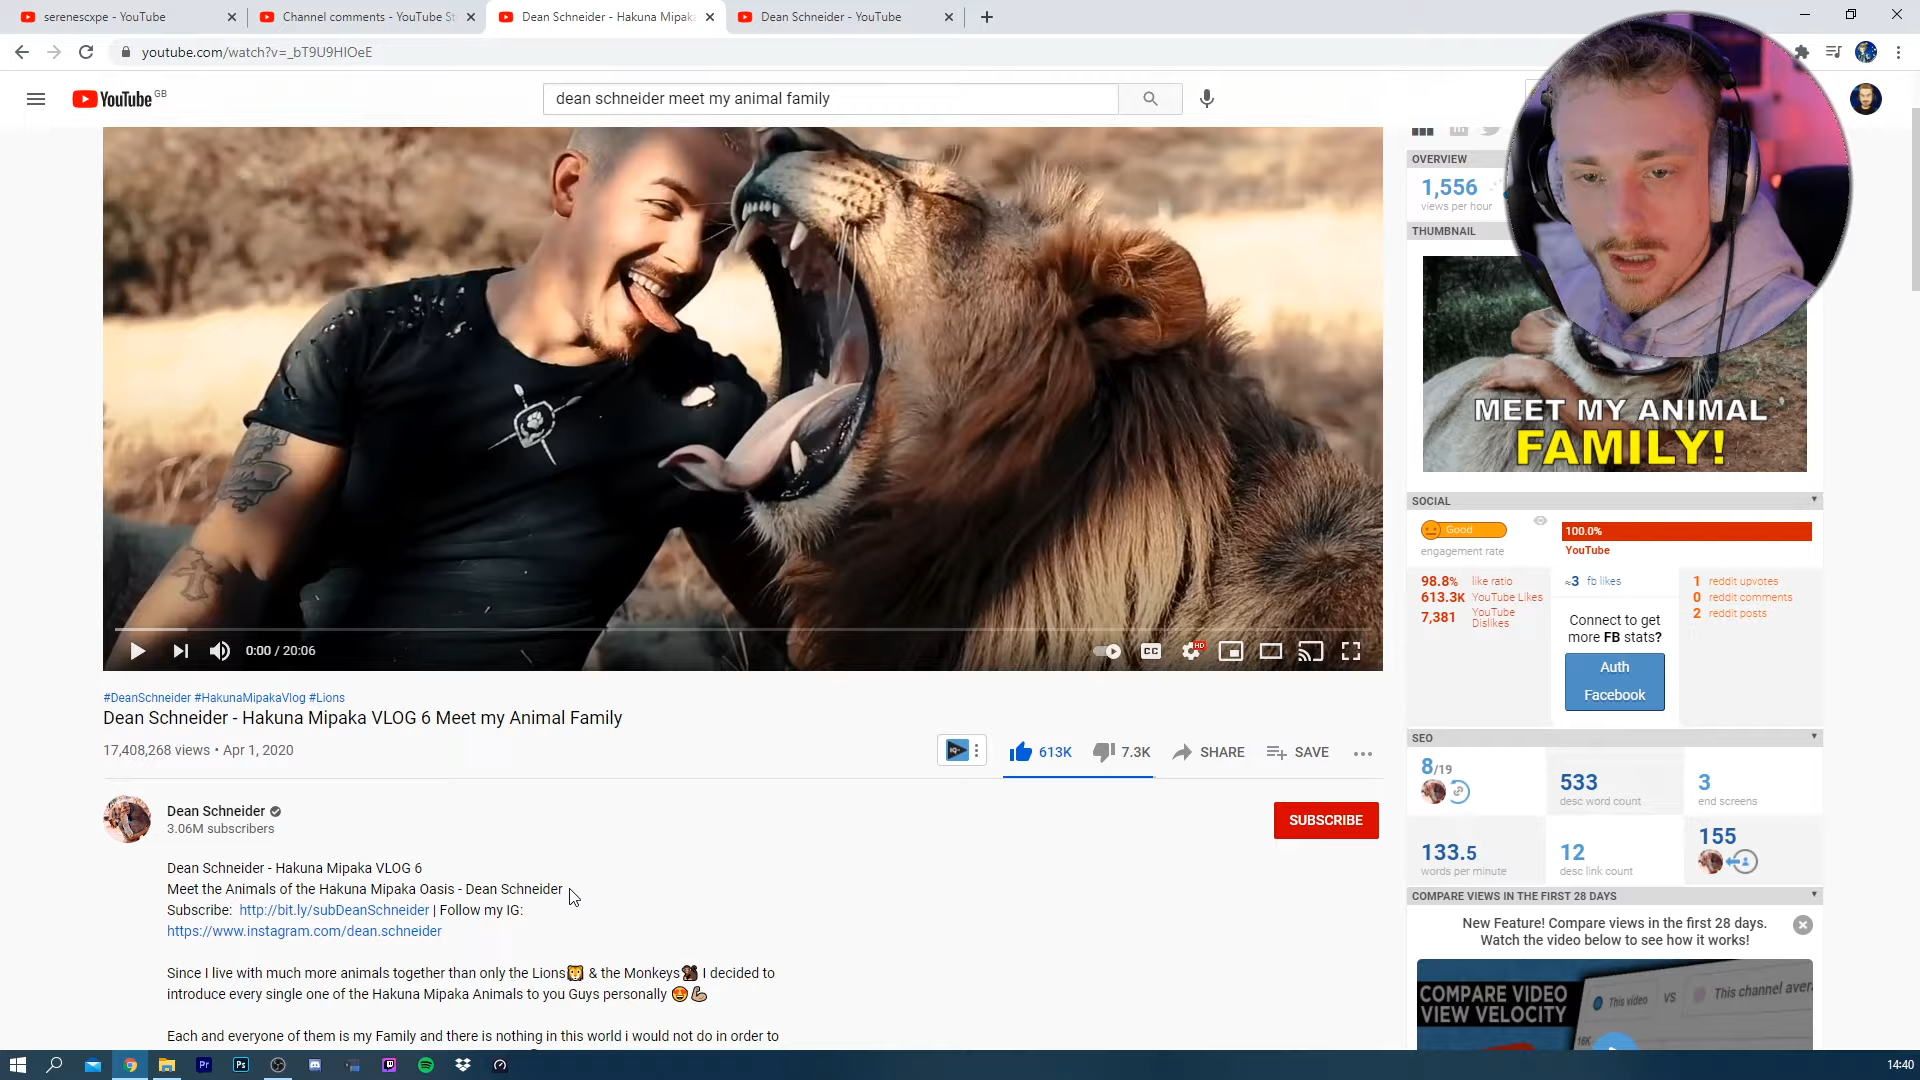 serenescxpe - YouTube
Channel comments - YouTube St
Dean Schneider - Hakuna Mipaka
Dean Schneider - YouTube
youtube.com/watch?v=_bT9U9HIOeE
YouTube GB
dean schneider meet my animal family
OVERVIEW
1,556
views per hour
THUMBNAIL
MEET MY ANIMAL
FAMILY!
SOCIAL
Good
engagement rate
100.0%
YouTube
98.8% like ratio
613.3K YouTube Likes
7,381 YouTube Dislikes
≈3 fb likes
Connect to get more FB stats?
Auth
Facebook
1 reddit upvotes
0 reddit comments
2 reddit posts
0:00 / 20:06
CC
HD
#DeanSchneider #HakunaMipakaVlog #Lions
Dean Schneider - Hakuna Mipaka VLOG 6 Meet my Animal Family
17,408,268 views • Apr 1, 2020
613K 7.3K SHARE SAVE
SEO
8/19
533
desc word count
3
end screens
133.5
words per minute
12
desc link count
155
Dean Schneider
3.06M subscribers
SUBSCRIBE
Dean Schneider - Hakuna Mipaka VLOG 6
Meet the Animals of the Hakuna Mipaka Oasis - Dean Schneider
Subscribe: http://bit.ly/subDeanSchneider | Follow my IG:
https://www.instagram.com/dean.schneider
Since I live with much more animals together than only the Lions🦁 & the Monkeys🐒 I decided to
introduce every single one of the Hakuna Mipaka Animals to you Guys personally 😍💪
Each and everyone of them is my Family and there is nothing in this world i would not do in order to
COMPARE VIEWS IN THE FIRST 28 DAYS
New Feature! Compare views in the first 28 days.
Watch the video below to see how it works!
COMPARE VIDEO
VIEW VELOCITY
This video VS This channel aver
16K
Pr
Ps
14:40